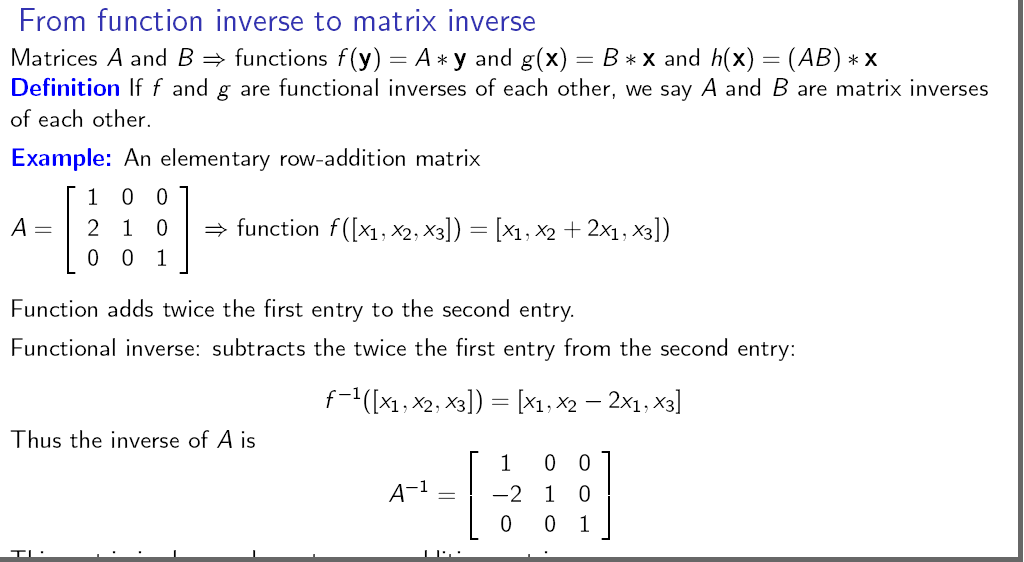 From function inverse to matrix inverse
Matrices A and B ⇒ functions f(y) = A ∗ y and g(x) = B ∗ x and h(x) = (AB) ∗ x
Definition If f and g are functional inverses of each other, we say A and B are matrix inverses
of each other.
Example: An elementary row-addition matrix
A = [ 1 0 0
2 1 0
0 0 1 ] ⇒ function f([x₁, x₂, x₃]) = [x₁, x₂ + 2x₁, x₃])
Function adds twice the first entry to the second entry.
Functional inverse: subtracts the twice the first entry from the second entry:
f⁻¹([x₁, x₂, x₃]) = [x₁, x₂ − 2x₁, x₃]
Thus the inverse of A is
A⁻¹ = [ 1 0 0
−2 1 0
0 0 1 ]